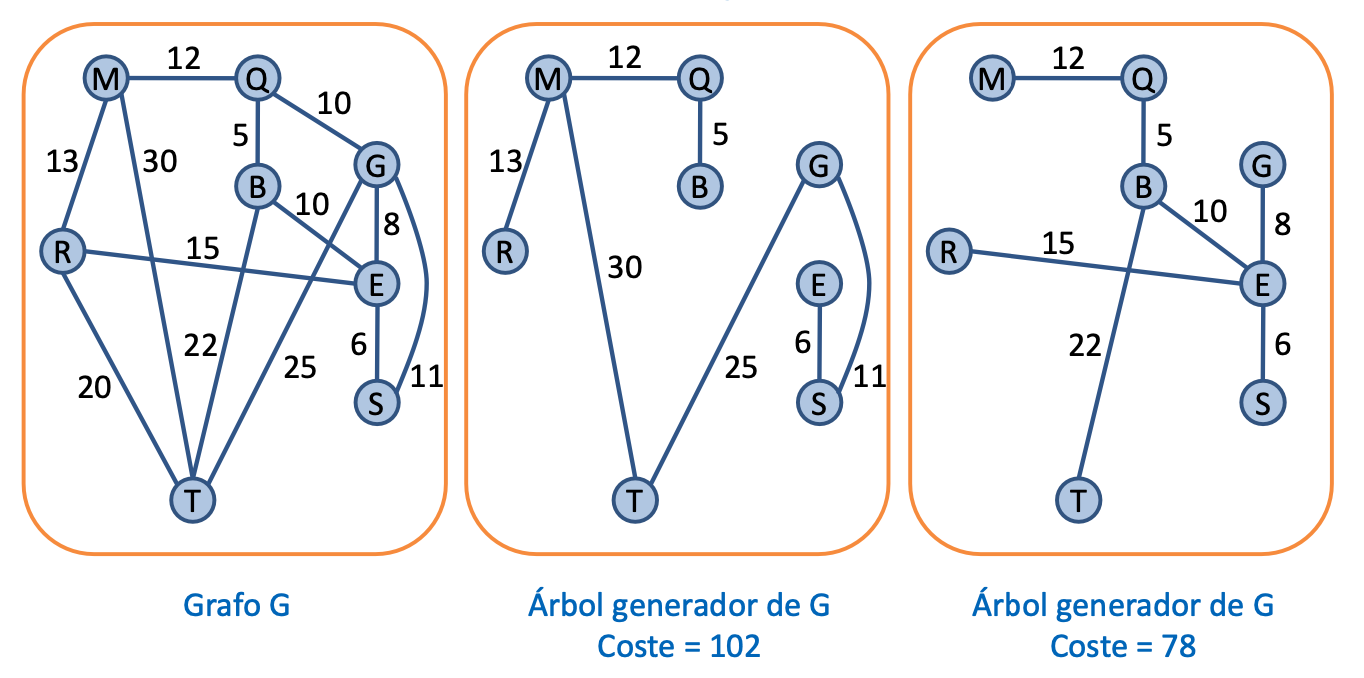 M
12
Q
10
13
30
5
G
B
10
8
R
15
E
22
6
25
20
11
S
T
Grafo G
M
12
Q
13
5
G
B
R
30
E
6
25
11
S
T
Árbol generador de G
Coste = 102
M
12
Q
5
G
B
10
8
R
15
E
22
6
S
T
Árbol generador de G
Coste = 78